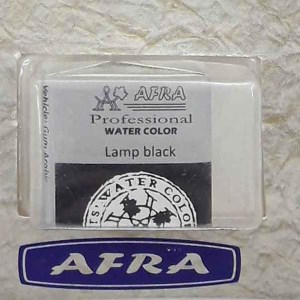 AFRA
Professional
WATER COLOR
Lamp black
Vehicle: Gum Arabic
WATER COLO
AFRA